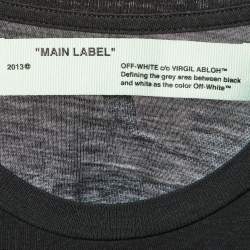 "MAIN LABEL"
2013©
OFF-WHITE c/o VIRGIL ABLOH™
Defining the grey area between black
and white as the color Off-White™